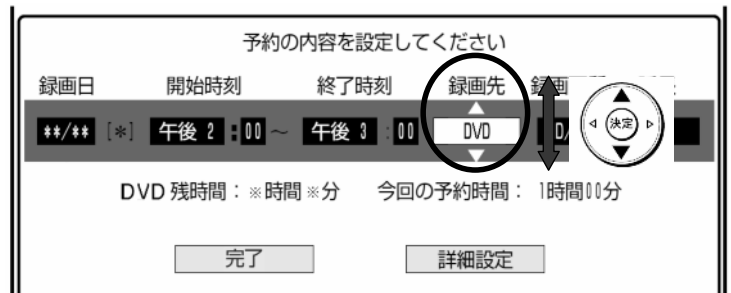 予約の内容を設定してください
録画日 開始時刻 終了時刻 録画先 録画
**/** [*] 午後 2:00 ~ 午後 3:00 DVD D/ 決定
DVD 残時間:※時間※分 今回の予約時間: 1時間00分
完了 詳細設定